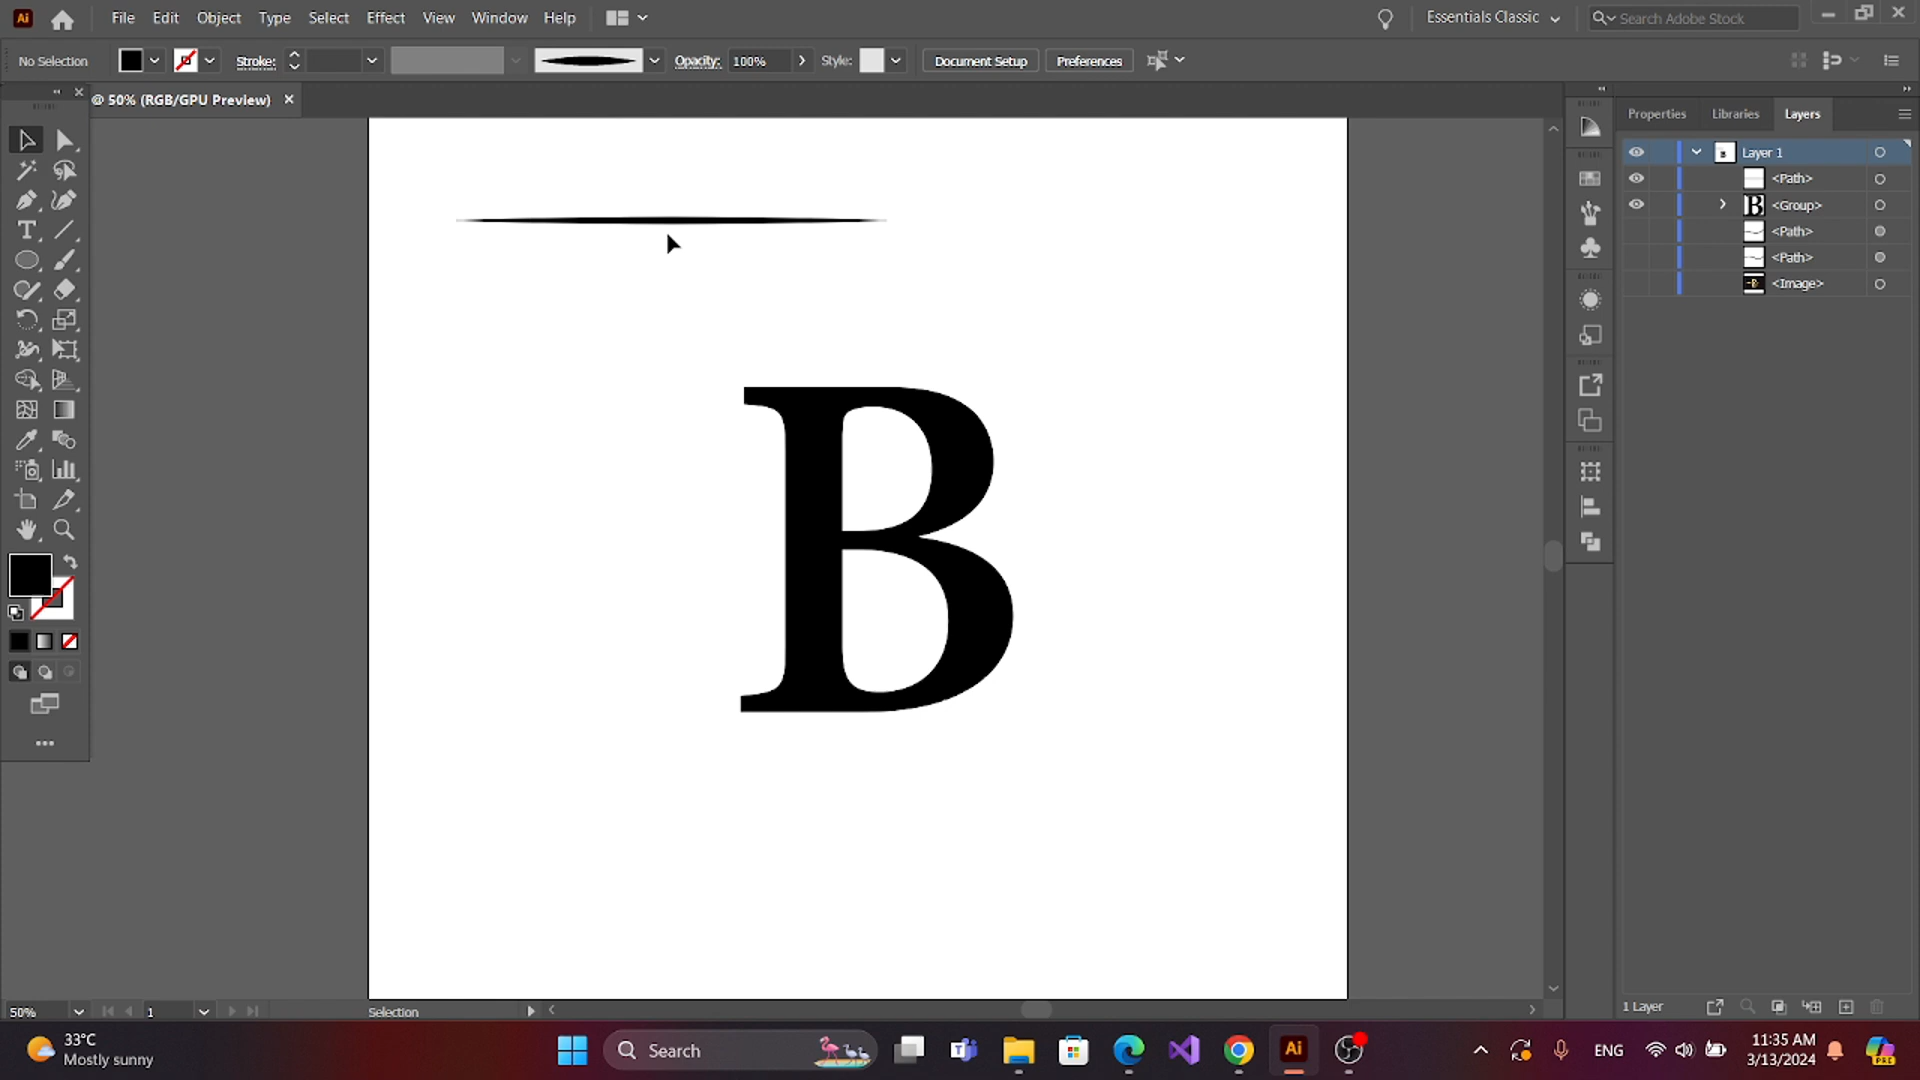 Ai File Edit Object Type Select Effect View Window Help Essentials Classic Search Adobe Stock
No Selection Stroke: Opacity: 100% Style: Document Setup Preferences
@ 50% (RGB/GPU Preview)
Properties Libraries Layers
Layer 1
<Path>
<Group>
<Path>
<Path>
<Image>
B
50% 1 Selection 1 Layer
33°C
Mostly sunny
Search
Ai
ENG
11:35 AM
3/13/2024
PRE